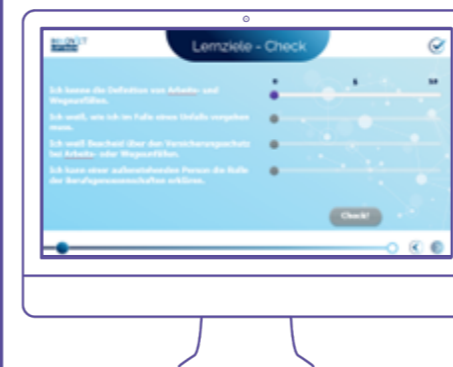 Lernziele - Check
0 5 10
Ich kenne die Definition von Arbeits- und
Wegeunfällen.
Ich weiß, wie ich im Falle eines Unfalls vorgehen
muss.
Ich weiß Bescheid über den Versicherungsschutz
bei Arbeits- oder Wegeunfällen.
Ich kann einer außenstehenden Person die Rolle
der Berufsgenossenschaften erklären.
Check!